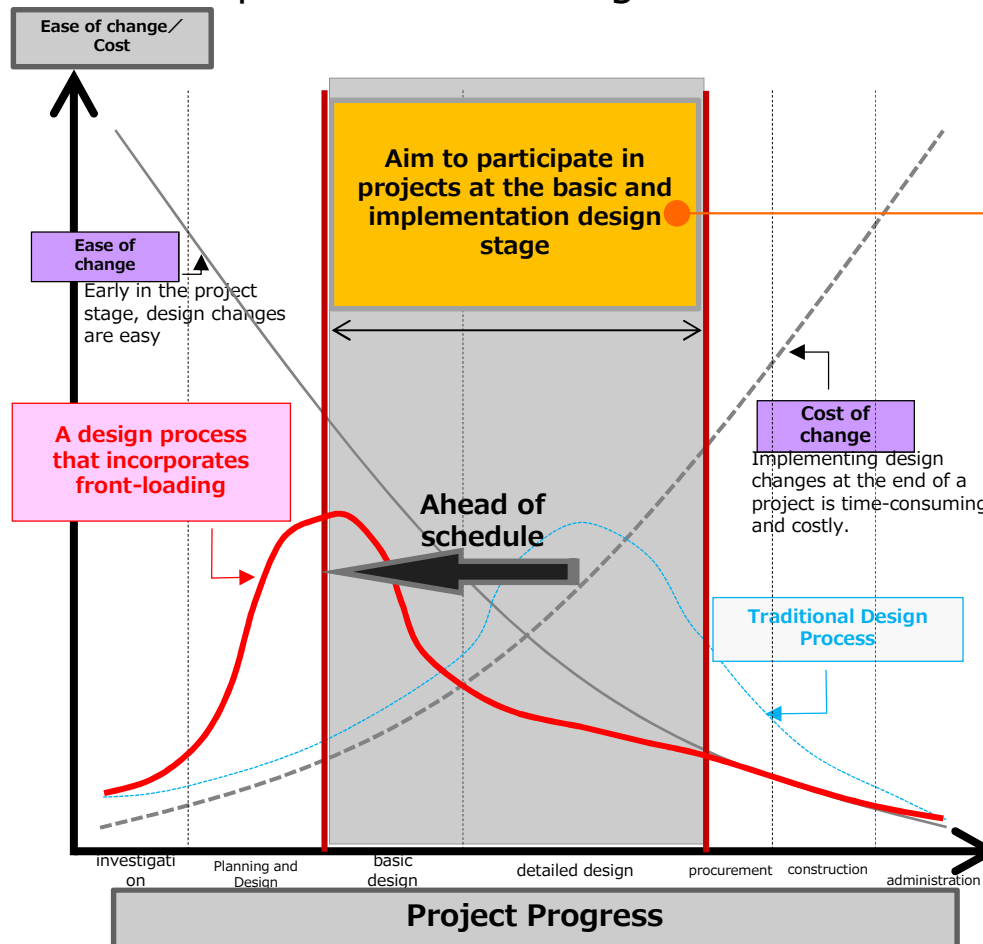 Ease of change／
Cost
Aim to participate in
projects at the basic and
implementation design
stage
Ease of
change
Early in the project
stage, design changes
are easy
A design process
that incorporates
front-loading
Ahead of
schedule
Cost of
change
Implementing design
changes at the end of a
project is time-consuming
and costly.
Traditional Design
Process
investigati
on
Planning and
Design
basic
design
detailed design
procurement
construction
administration
Project Progress